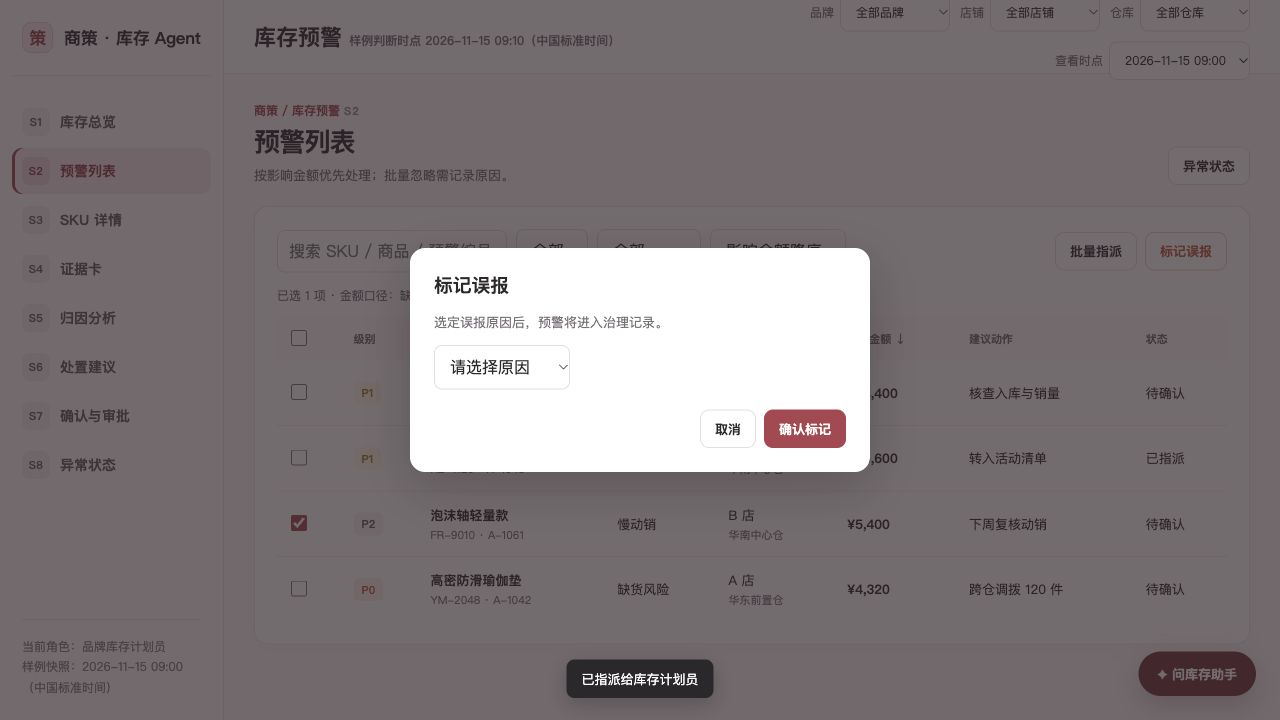 策 商策 · 库存 Agent
S1 库存总览
S2 预警列表
S3 SKU 详情
S4 证据卡
S5 归因分析
S6 处置建议
S7 确认与审批
S8 异常状态
当前角色：品牌库存计划员
样例快照：2026-11-15 09:00
（中国标准时间）
库存预警 样例判断时点 2026-11-15 09:10（中国标准时间）
品牌 全部品牌 店铺 全部店铺 仓库 全部仓库
查看时点 2026-11-15 09:00
商策 / 库存预警 S2
预警列表
按影响金额优先处理；批量忽略需记录原因。
异常状态
搜索 SKU / 商品
批量指派 标记误报
已选 1 项 · 金额口径：
级别 金额 ↓ 建议动作 状态
P1 ,400 核查入库与销量 待确认
P1 ,600 转入活动清单 已指派
P2 泡沫轴轻量款 慢动销 B 店 ¥5,400 下周复核动销 待确认
FR-9010 · A-1061 华南中心仓
P0 高密防滑瑜伽垫 缺货风险 A 店 ¥4,320 跨仓调拨 120 件 待确认
YM-2048 · A-1042 华东前置仓
标记误报
选定误报原因后，预警将进入治理记录。
请选择原因
取消 确认标记
已指派给库存计划员
✦ 问库存助手